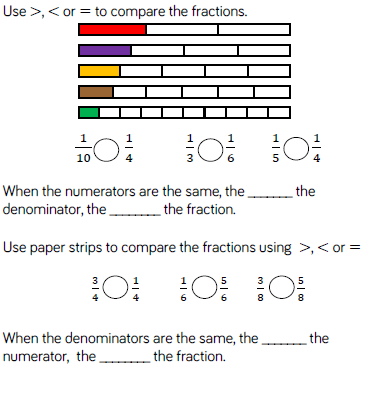 Use >, < or = to compare the fractions.
1/10 ◯ 1/4 1/3 ◯ 1/6 1/5 ◯ 1/4
When the numerators are the same, the ______ the
denominator, the ________ the fraction.
Use paper strips to compare the fractions using >, < or =
3/4 ◯ 1/4 1/6 ◯ 5/6 3/8 ◯ 5/8
When the denominators are the same, the ______ the
numerator, the _______ the fraction.